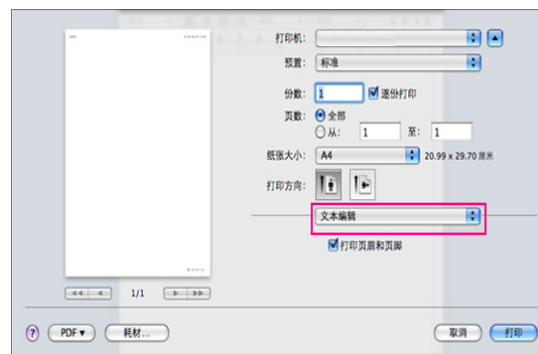 打印机：
预置： 标准
份数： 1 逐份打印
页数： 全部
从： 1 至： 1
纸张大小： A4 20.99 x 29.70 厘米
打印方向：
文本编辑
打印页眉和页脚
1/1
? PDF 耗材... 取消 打印